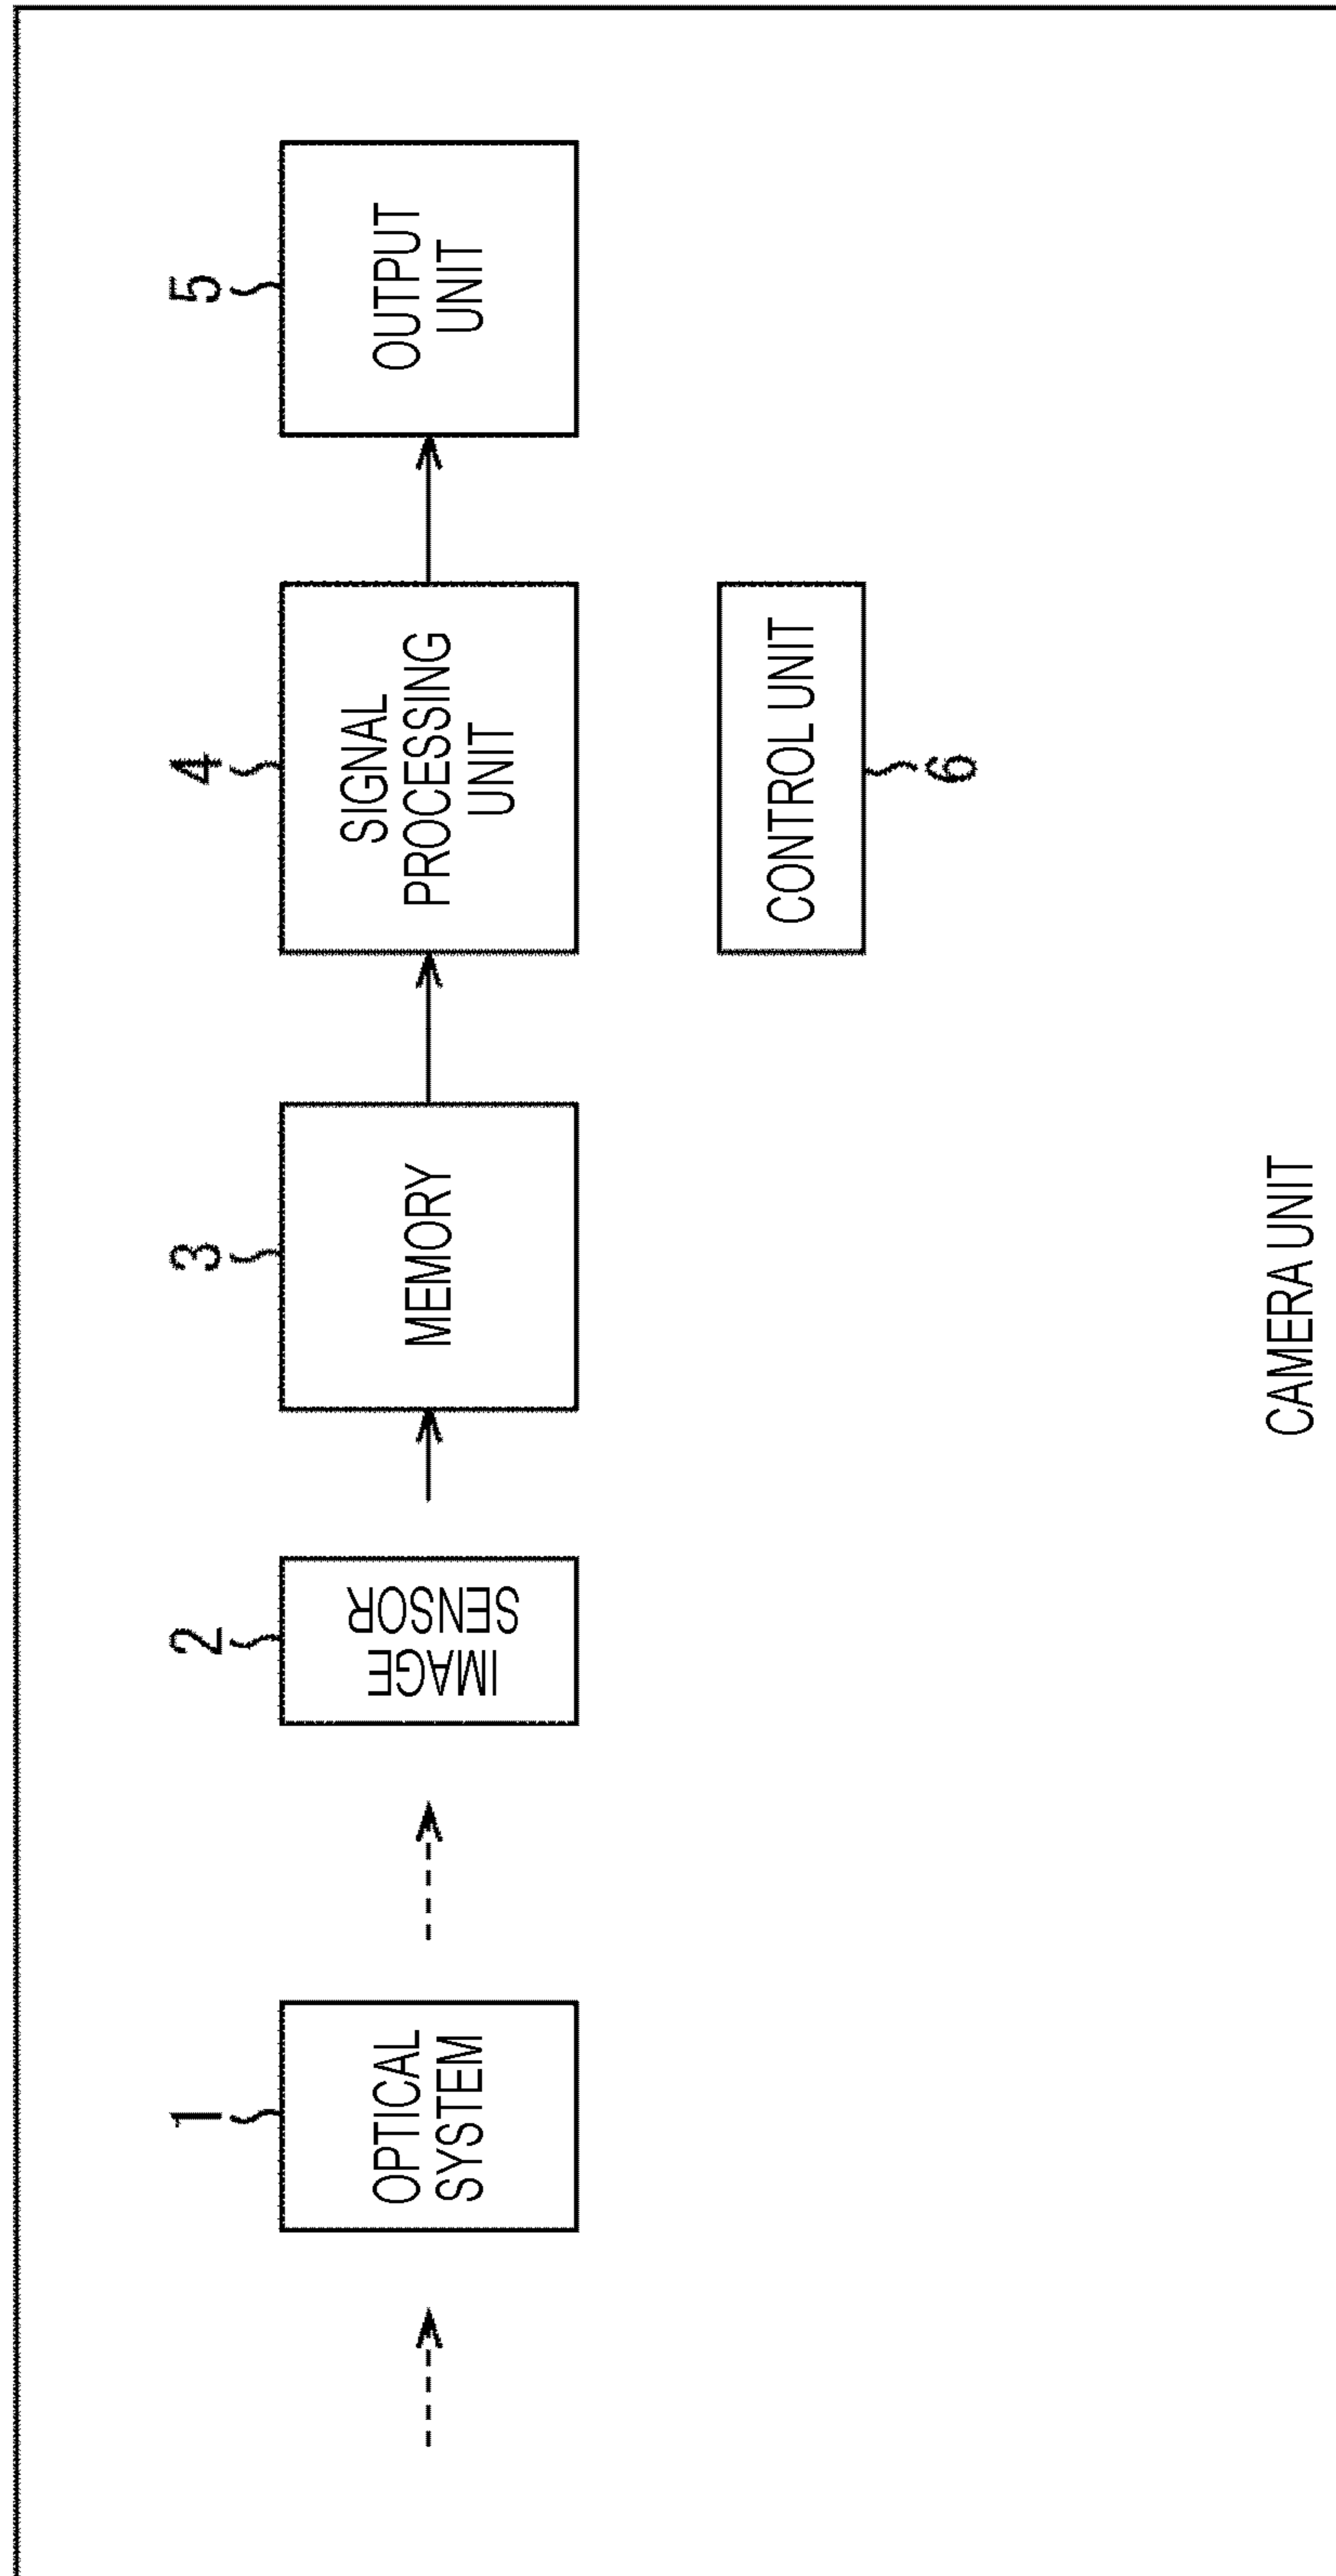 1
2
3
4
5
OPTICAL
SYSTEM
IMAGE
SENSOR
MEMORY
SIGNAL
PROCESSING
UNIT
OUTPUT
UNIT
CONTROL UNIT
6
CAMERA UNIT